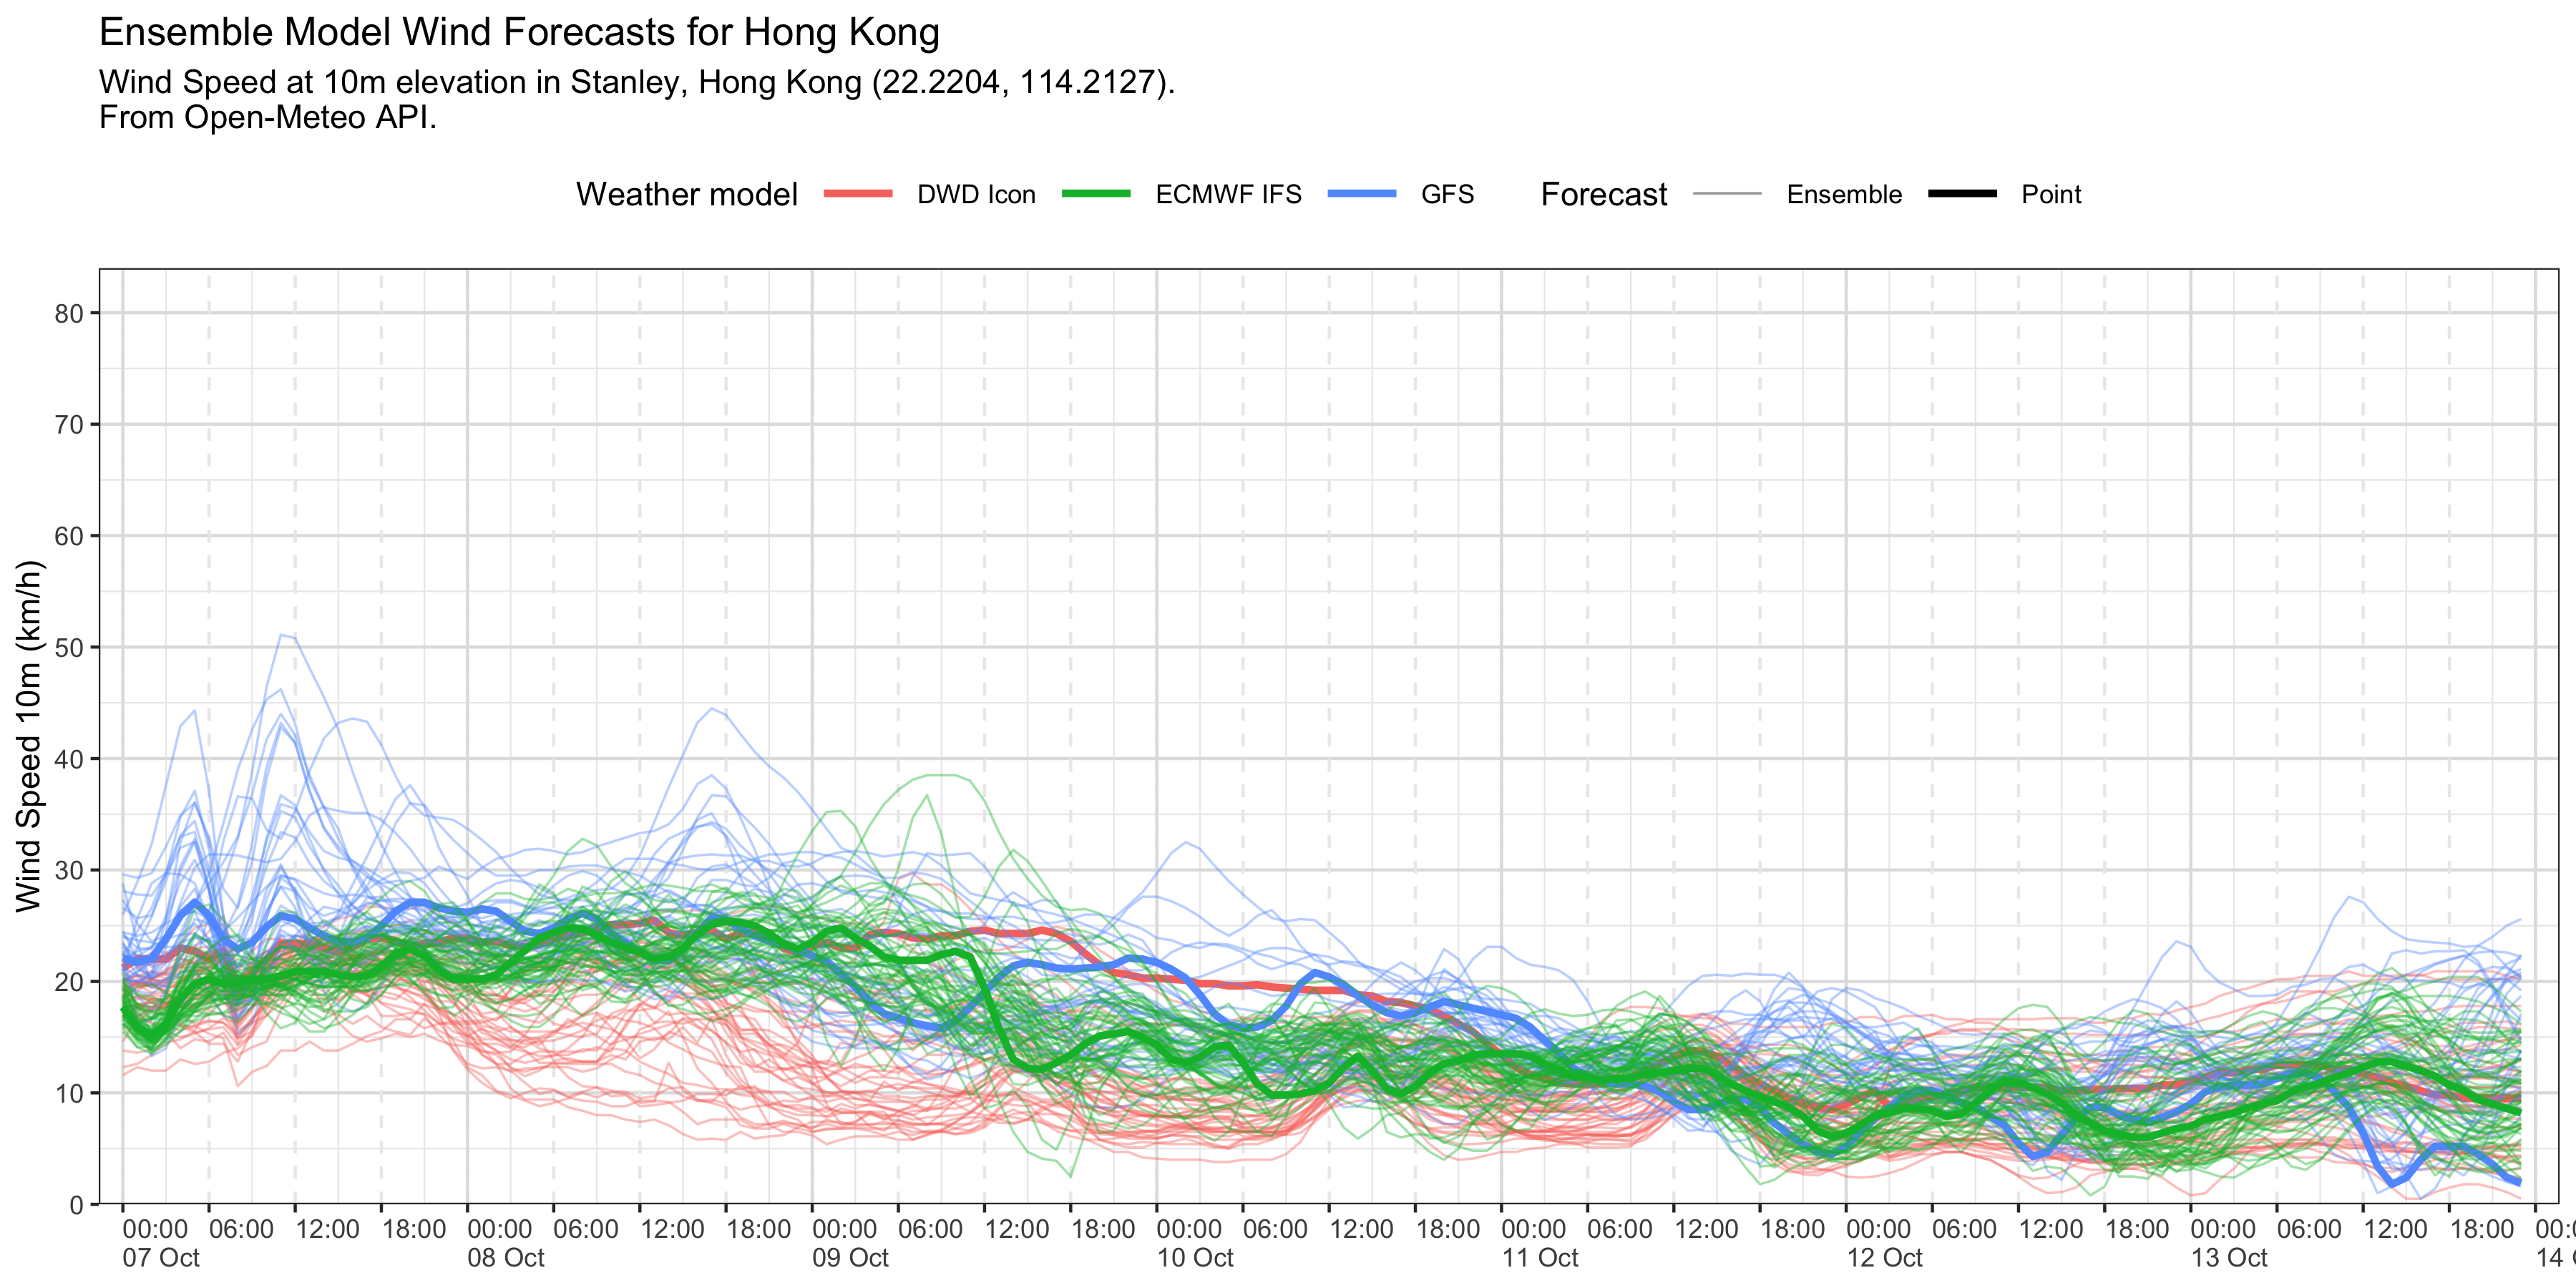 Ensemble Model Wind Forecasts for Hong Kong
Wind Speed at 10m elevation in Stanley, Hong Kong (22.2204, 114.2127).
From Open-Meteo API.
Weather model DWD Icon ECMWF IFS GFS Forecast Ensemble Point
Wind Speed 10m (km/h)
80
70
60
50
40
30
20
10
0
00:00 06:00 12:00 18:00 00:00 06:00 12:00 18:00 00:00 06:00 12:00 18:00 00:00 06:00 12:00 18:00 00:00 06:00 12:00 18:00 00:00 06:00 12:00 18:00 00:00 06:00 12:00 18:00 00:
07 Oct 08 Oct 09 Oct 10 Oct 11 Oct 12 Oct 13 Oct 14